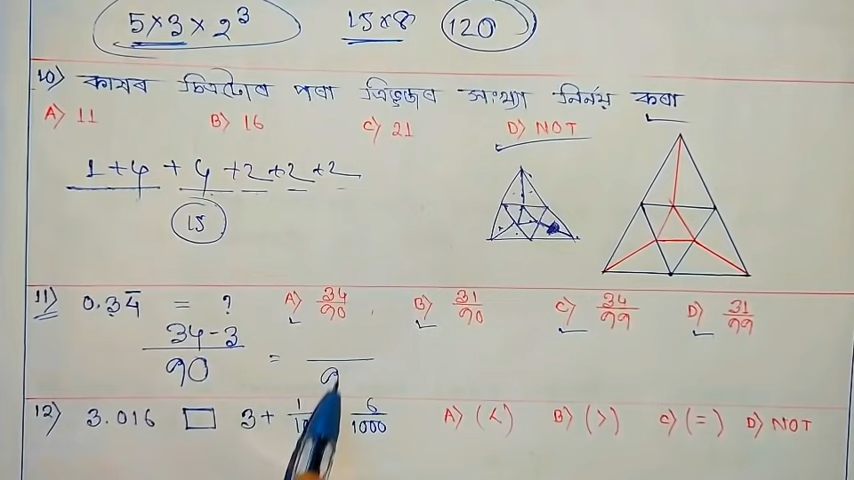 5×3×2³ 15×8 120
10) কাষৰ চিত্ৰটোৰ পৰা ত্ৰিভুজৰ সংখ্যা নিৰ্নয় কৰা
A) 11 B) 16 C) 21 D) NOT
1+4+4+2+2+2
15
11) 0.34̅ = ? A) 34/90 B) 31/90 C) 34/99 D) 31/99
34-3/90 = /9
12) 3.016 □ 3+ 6/1000 A) (<) B) (>) C) (=) D) NOT